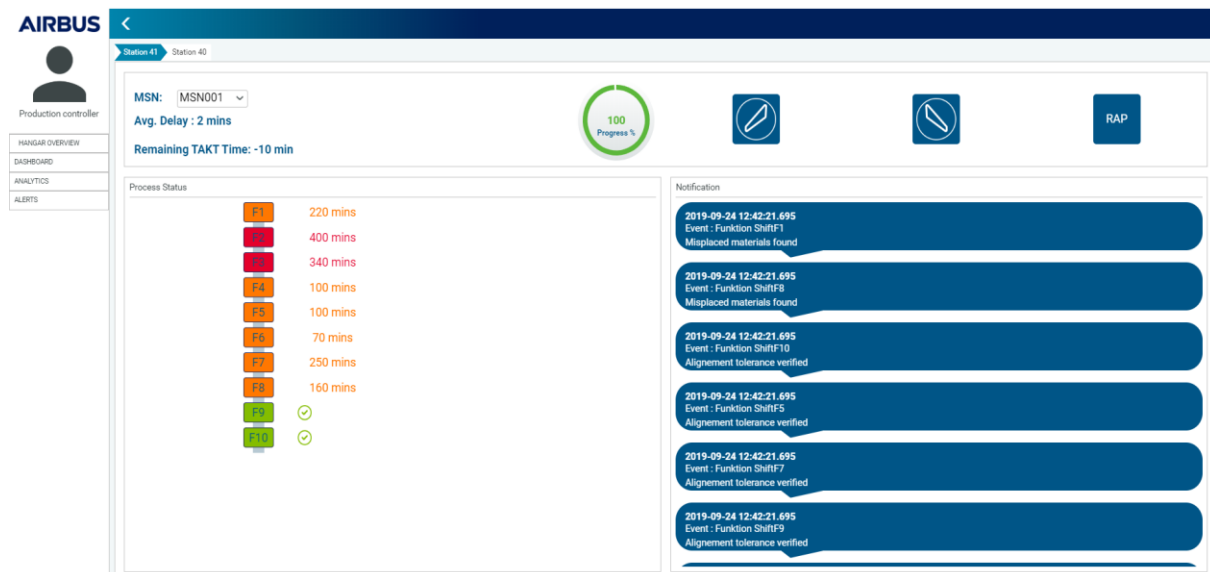 AIRBUS
Production controller
HANGAR OVERVIEW
DASHBOARD
ANALYTICS
ALERTS
Station 41
Station 40
MSN: MSN001
Avg. Delay : 2 mins
Remaining TAKT Time: -10 min
100
Progress %
RAP
Process Status
F1 220 mins
F2 400 mins
F3 340 mins
F4 100 mins
F5 100 mins
F6 70 mins
F7 250 mins
F8 160 mins
F9
F10
Notification
2019-09-24 12:42:21.695
Event : Funktion ShiftF1
Misplaced materials found
2019-09-24 12:42:21.695
Event : Funktion ShiftF8
Misplaced materials found
2019-09-24 12:42:21.695
Event : Funktion ShiftF10
Alignement tolerance verified
2019-09-24 12:42:21.695
Event : Funktion ShiftF5
Alignement tolerance verified
2019-09-24 12:42:21.695
Event : Funktion ShiftF7
Alignement tolerance verified
2019-09-24 12:42:21.695
Event : Funktion ShiftF9
Alignement tolerance verified